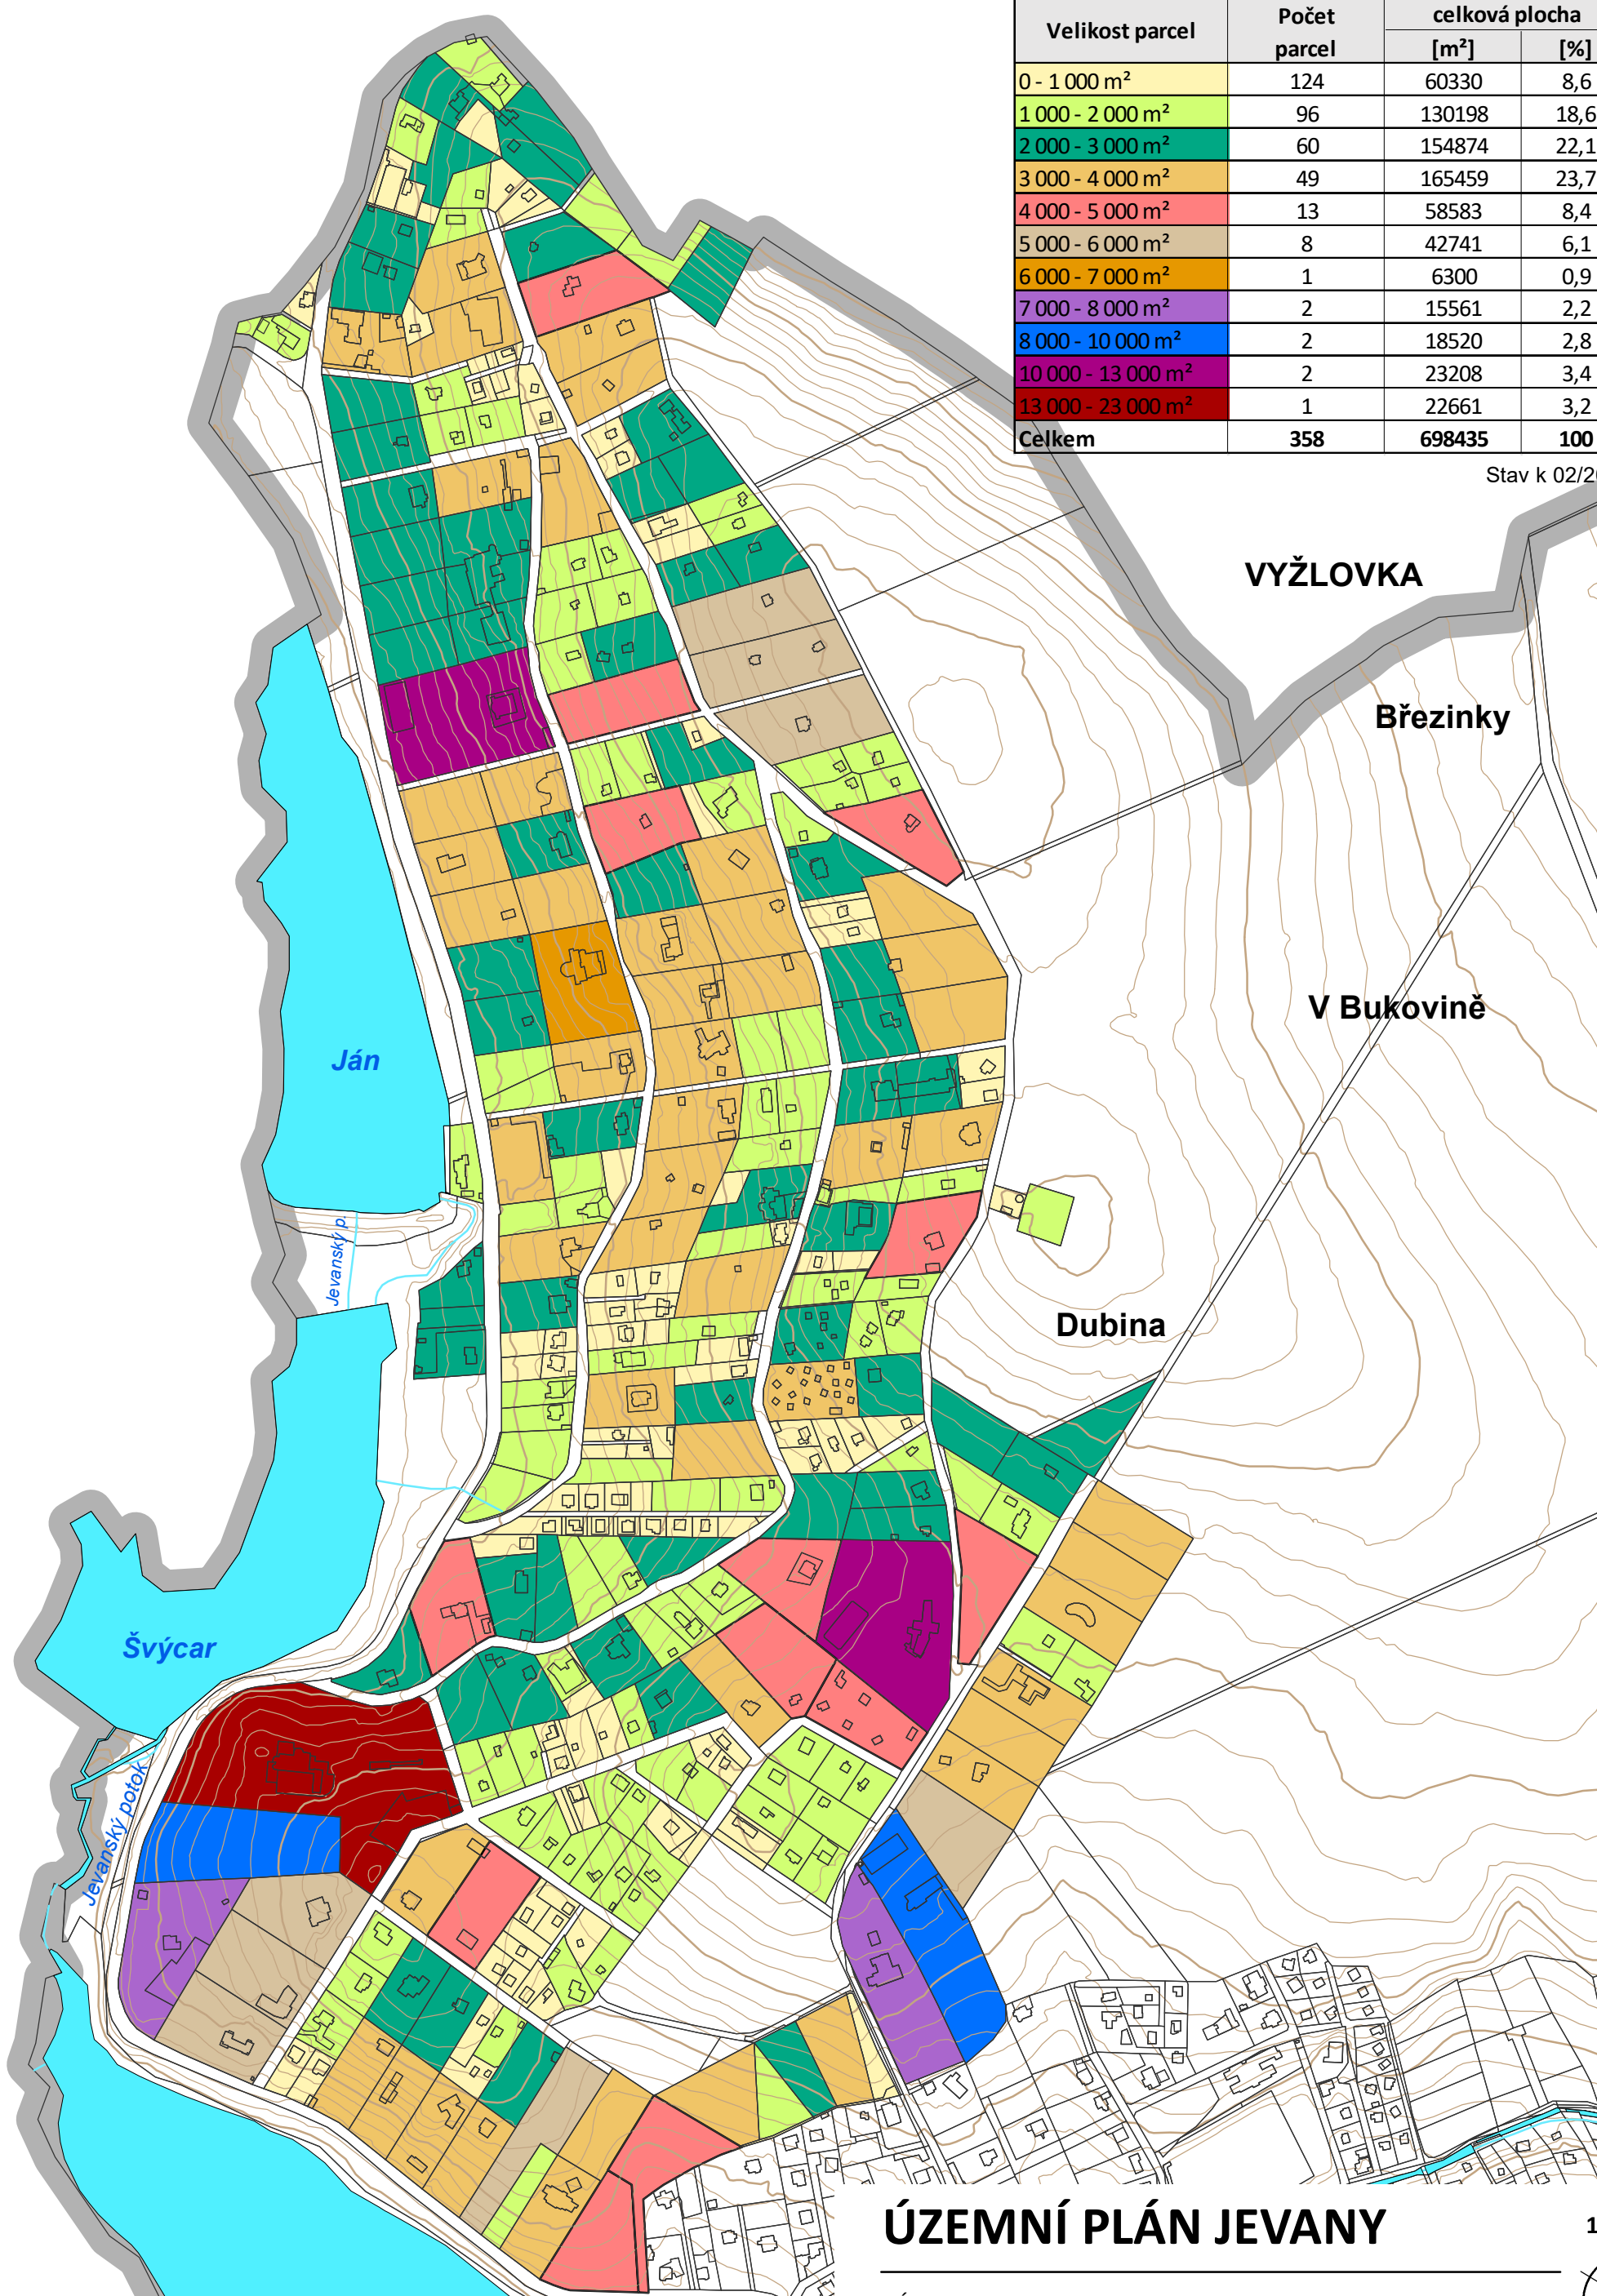 Velikost parcel Počet parcel celková plocha
[m²] [%]
0 - 1 000 m² 124 60330 8,6
1 000 - 2 000 m² 96 130198 18,6
2 000 - 3 000 m² 60 154874 22,1
3 000 - 4 000 m² 49 165459 23,7
4 000 - 5 000 m² 13 58583 8,4
5 000 - 6 000 m² 8 42741 6,1
6 000 - 7 000 m² 1 6300 0,9
7 000 - 8 000 m² 2 15561 2,2
8 000 - 10 000 m² 2 18520 2,8
10 000 - 13 000 m² 2 23208 3,4
13 000 - 23 000 m² 1 22661 3,2
Celkem 358 698435 100
Stav k 02/2
VYŽLOVKA
Březinky
V Bukovině
Ján
Jevanský p.
Dubina
Švýcar
Jevanský potok
ÚZEMNÍ PLÁN JEVANY
1